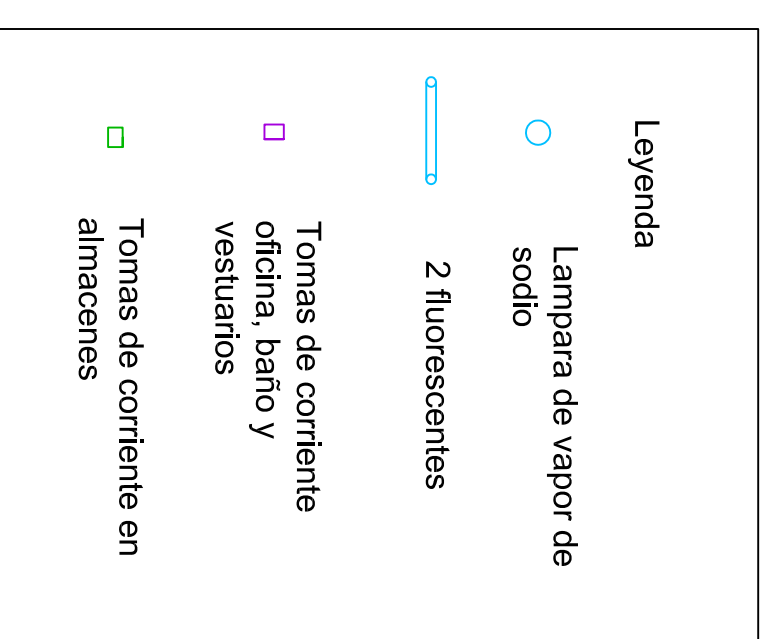 Leyenda
Lampara de vapor de
sodio
2 fluorescentes
Tomas de corriente
oficina, baño y
vestuarios
Tomas de corriente en
almacenes